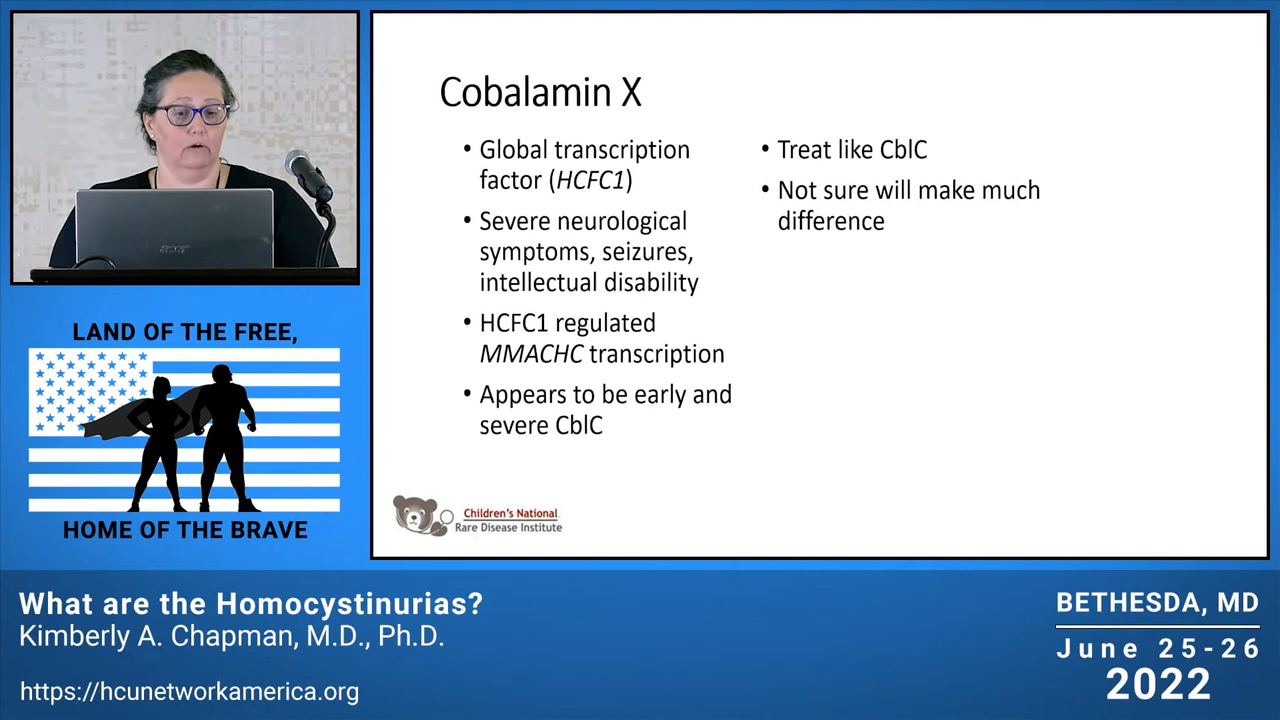 Cobalamin X
• Global transcription
factor (HCFC1)
• Severe neurological
symptoms, seizures,
intellectual disability
• HCFC1 regulated
MMACHC transcription
• Appears to be early and
severe CblC
• Treat like CblC
• Not sure will make much
difference
Children's National
Rare Disease Institute
acer
LAND OF THE FREE,
HOME OF THE BRAVE
What are the Homocystinurias?
Kimberly A. Chapman, M.D., Ph.D.
https://hcunetworkamerica.org
BETHESDA, MD
June 25-26
2022